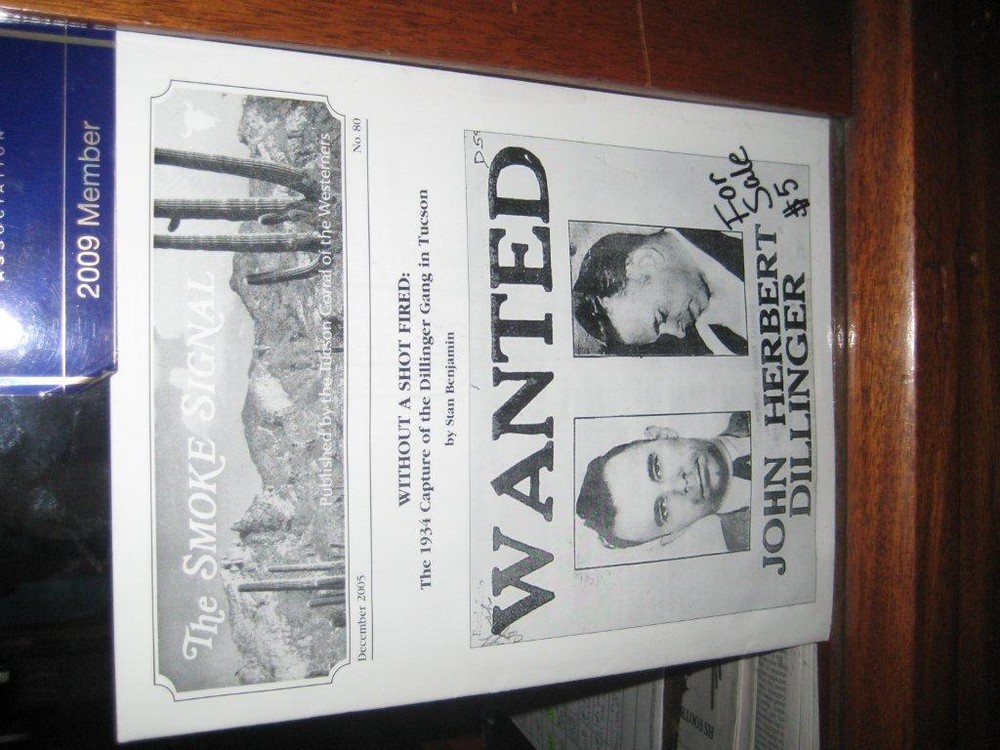 ASSOCIATION
2009 Member
The SMOKE SIGNAL
Published by the Tucson Corral of the Westerners
December 2005
No. 80
WITHOUT A SHOT FIRED:
The 1934 Capture of the Dillinger Gang in Tucson
by Stan Benjamin
WANTED
JOHN HERBERT
DILLINGER
For
Sale
$5